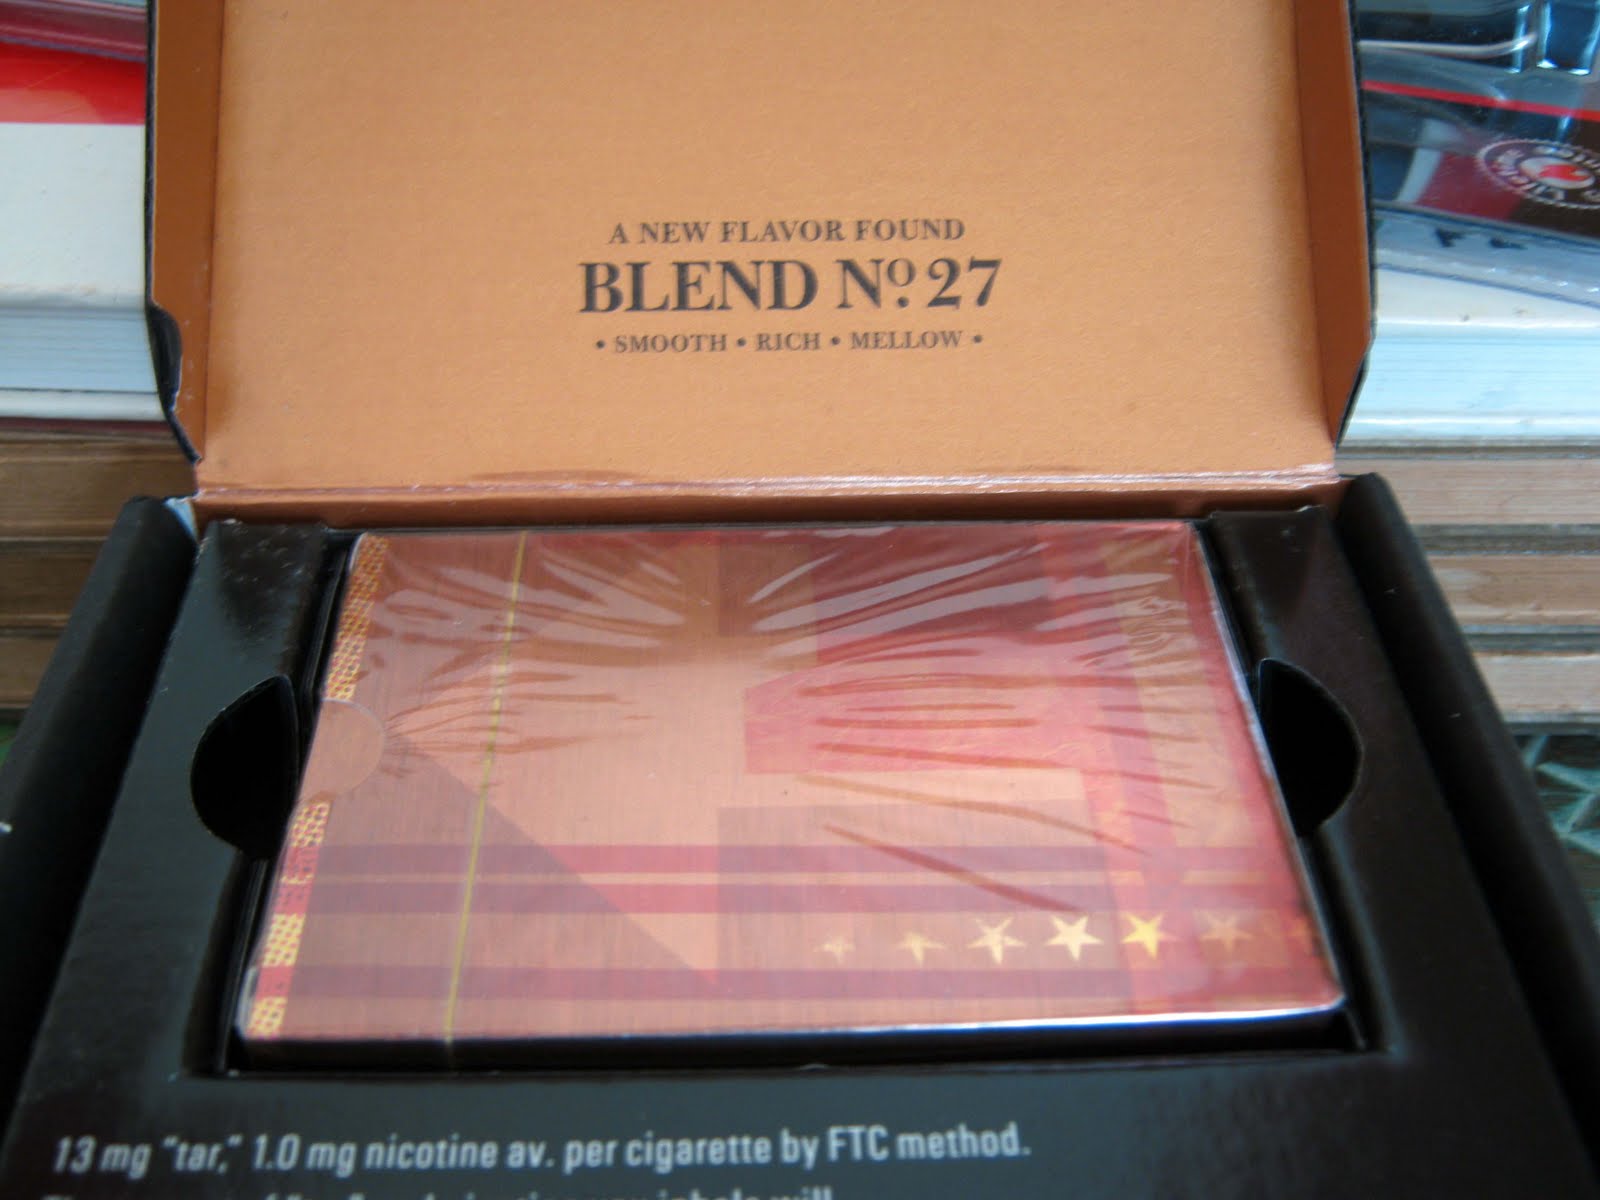 A NEW FLAVOR FOUND
BLEND Nº. 27
• SMOOTH • RICH • MELLOW •
13 mg "tar," 1.0 mg nicotine av. per cigarette by FTC method.